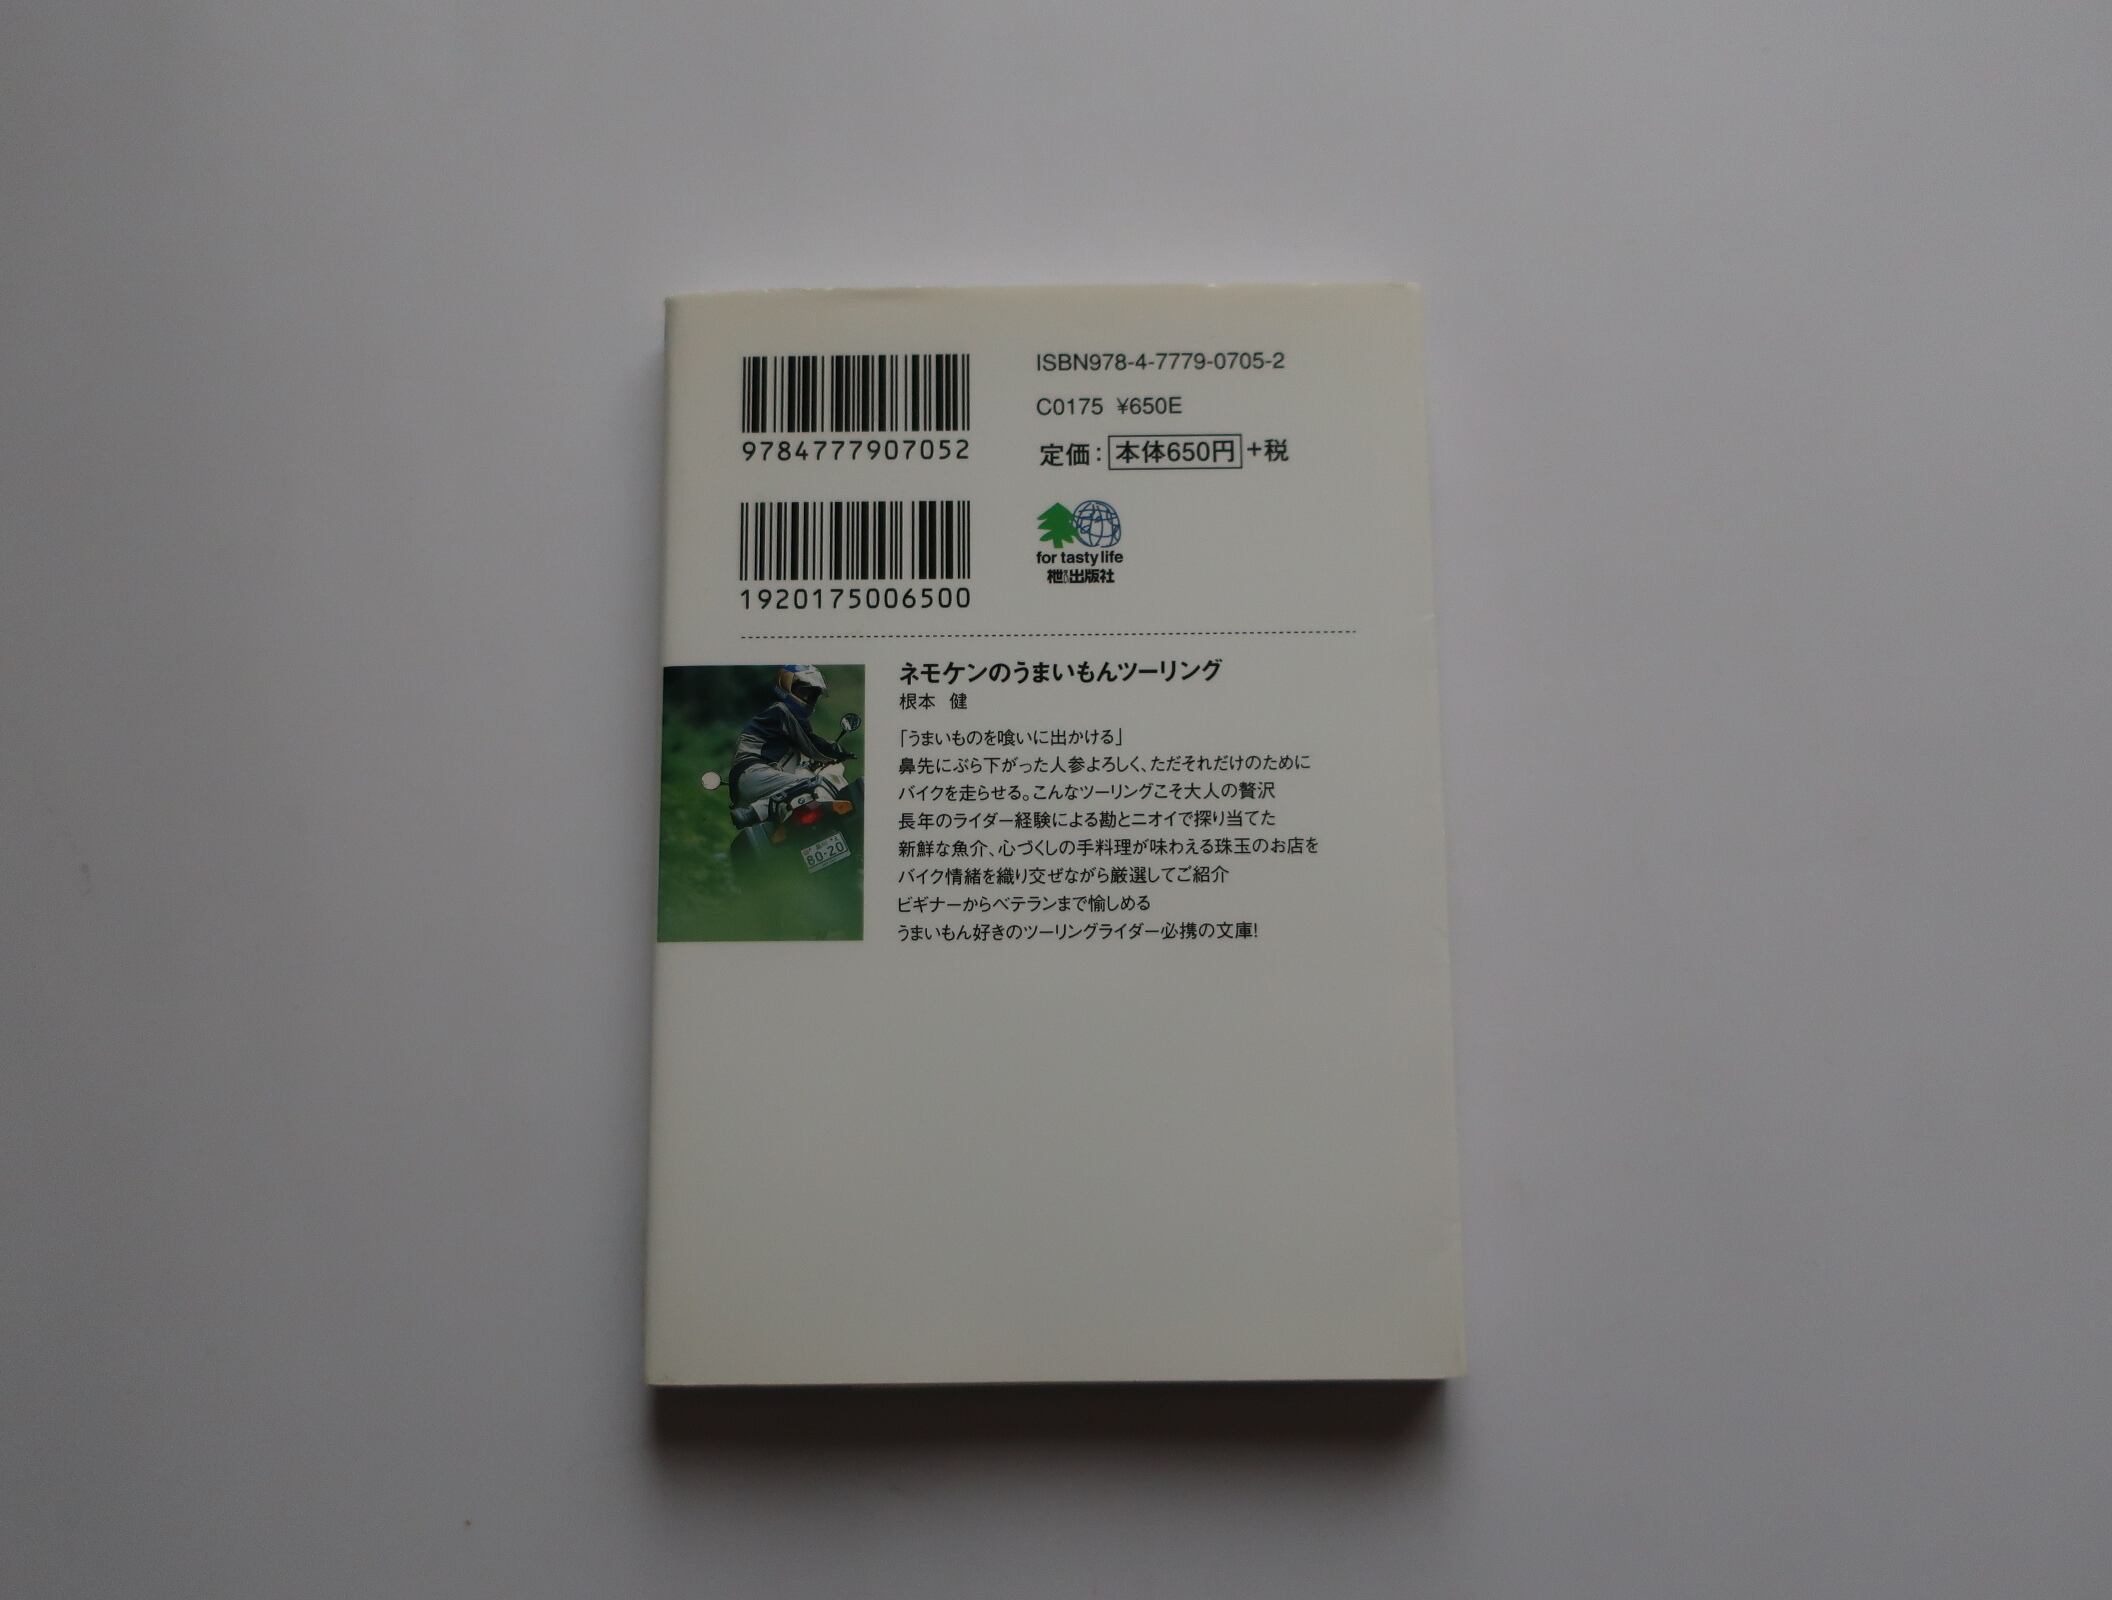 9784777907052
ISBN978-4-7779-0705-2
C0175 ¥650E
定価：本体650円+税
1920175006500
for tasty life
枻出版社
ネモケンのうまいもんツーリング
根本 健
「うまいものを喰いに出かける」
鼻先にぶら下がった人参よろしく、ただそれだけのために
バイクを走らせる。こんなツーリングこそ大人の贅沢
長年のライダー経験による勘とニオイで探り当てた
新鮮な魚介、心づくしの手料理が味わえる珠玉のお店を
バイク情緒を織り交ぜながら厳選してご紹介
ビギナーからベテランまで愉しめる
うまいもん好きのツーリングライダー必携の文庫!
80-20